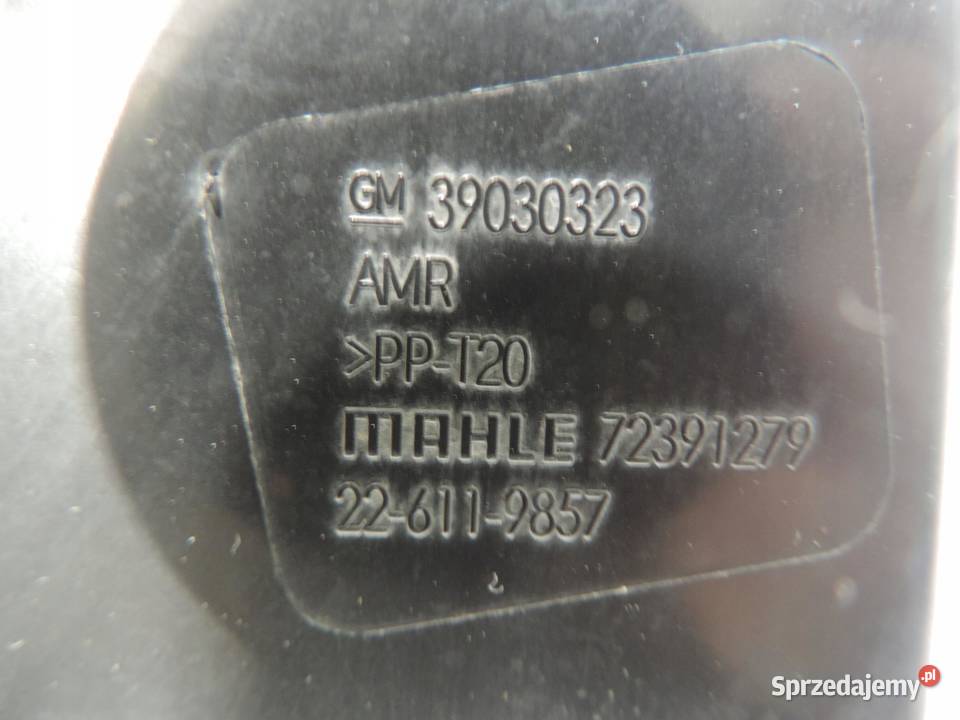 GM 39030323
AMR
>PP-T20
MAHLE 72391279
22-611-9857
Sprzedajemy.pl